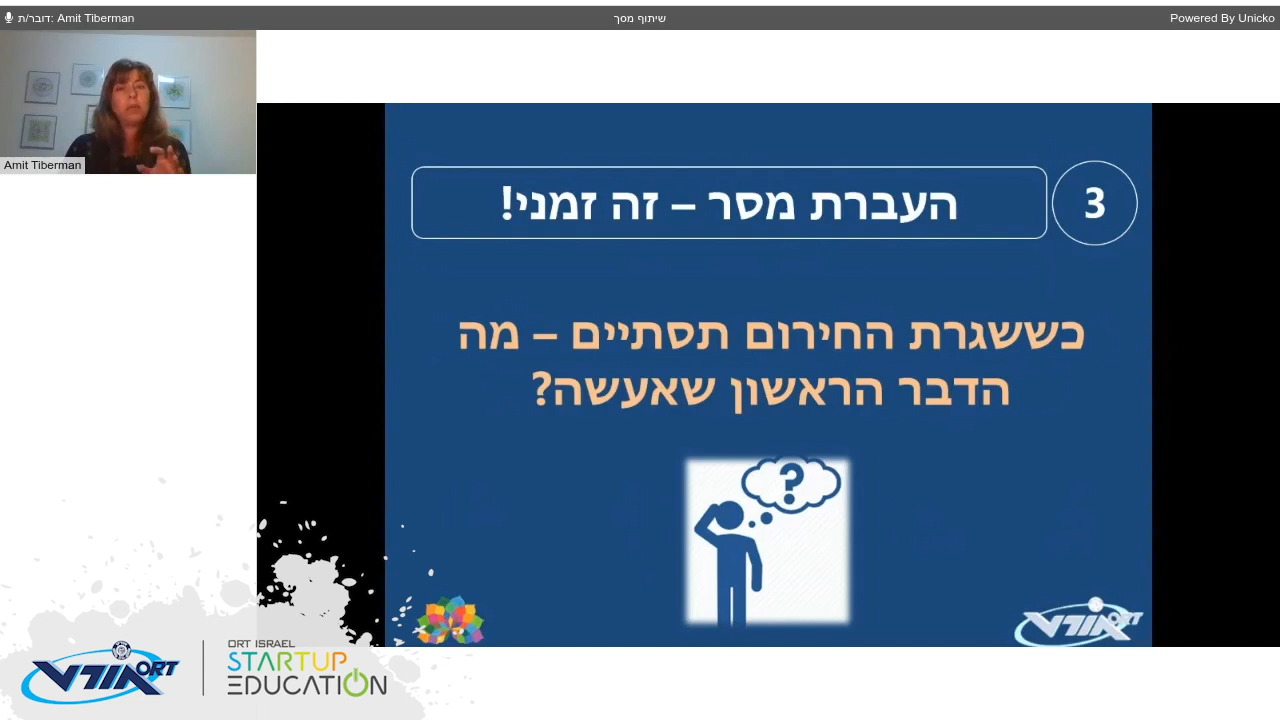 דובר/ת: Amit Tiberman
שיתוף מסך
Powered By Unicko
Amit Tiberman
3
העברת מסר – זה זמני!
כששגרת החירום תסתיים – מה
הדבר הראשון שאעשה?
?
אורט ORT
אורט ORT
ORT ISRAEL
STARTUP
EDUCATION